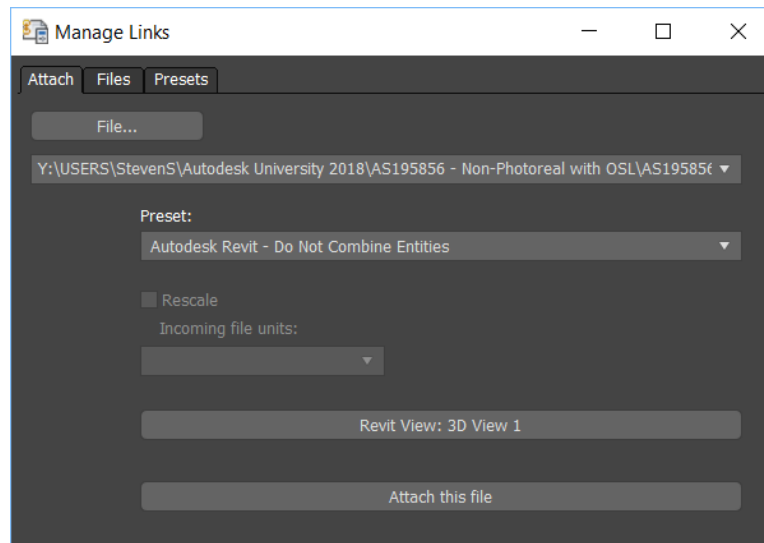 Manage Links
Attach Files Presets
File...
Y:\USERS\StevenS\Autodesk University 2018\AS195856 - Non-Photoreal with OSL\AS195856
Preset:
Autodesk Revit - Do Not Combine Entities
Rescale
Incoming file units:
Revit View: 3D View 1
Attach this file